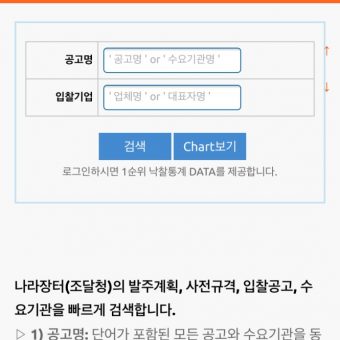 공고명 ' 공고명 ' or ' 수요기관명 '
↑
입찰기업 ' 업체명 ' or ' 대표자명 '
↓
검색 Chart보기
로그인하시면 1순위 낙찰통계 DATA를 제공합니다.
나라장터(조달청)의 발주계획, 사전규격, 입찰공고, 수
요기관을 빠르게 검색합니다.
▷ 1) 공고명: 단어가 포함된 모든 공고와 수요기관을 동